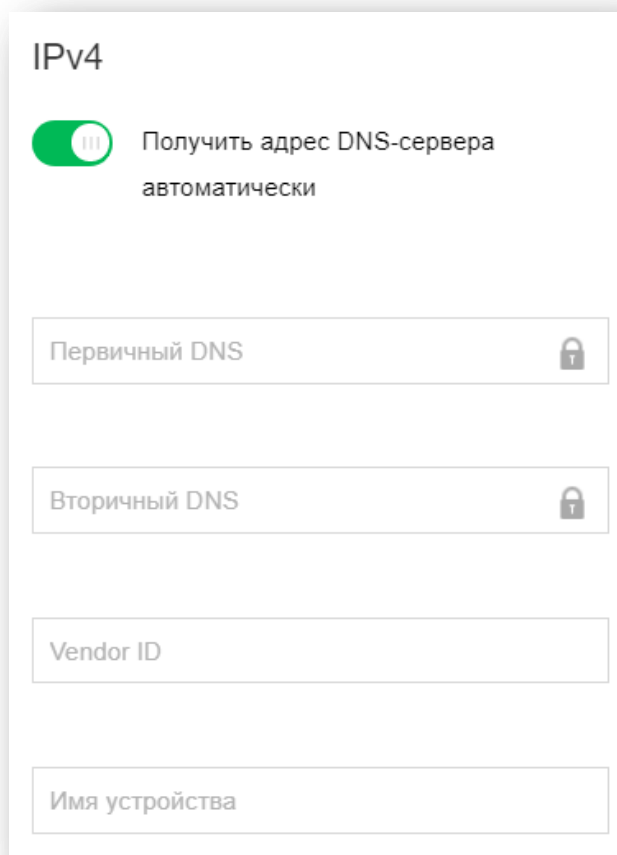 IPv4
Получить адрес DNS-сервера
автоматически
Первичный DNS
Вторичный DNS
Vendor ID
Имя устройства